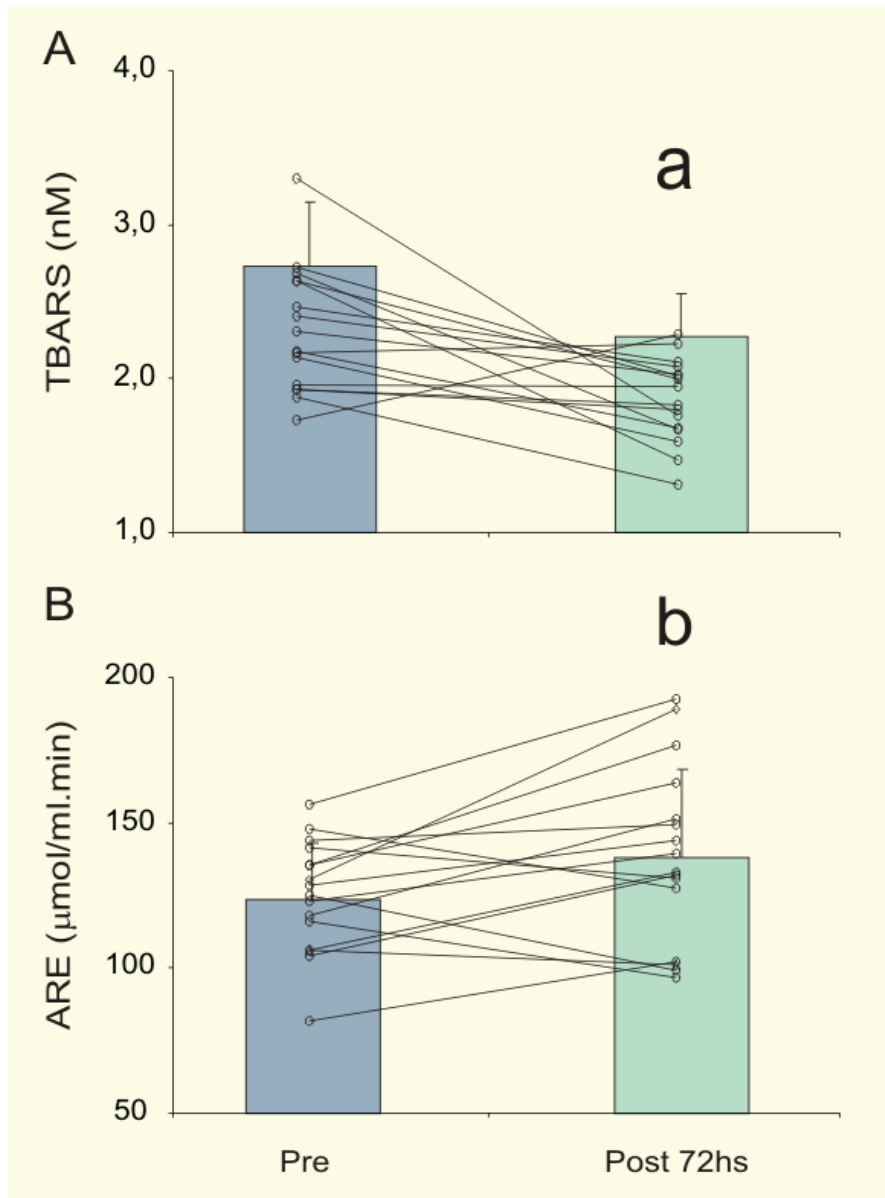 A
4,0
a
3,0
TBARS (nM)
2,0
1,0
B
b
200
150
ARE (μmol/ml.min)
100
50
Pre
Post 72hs